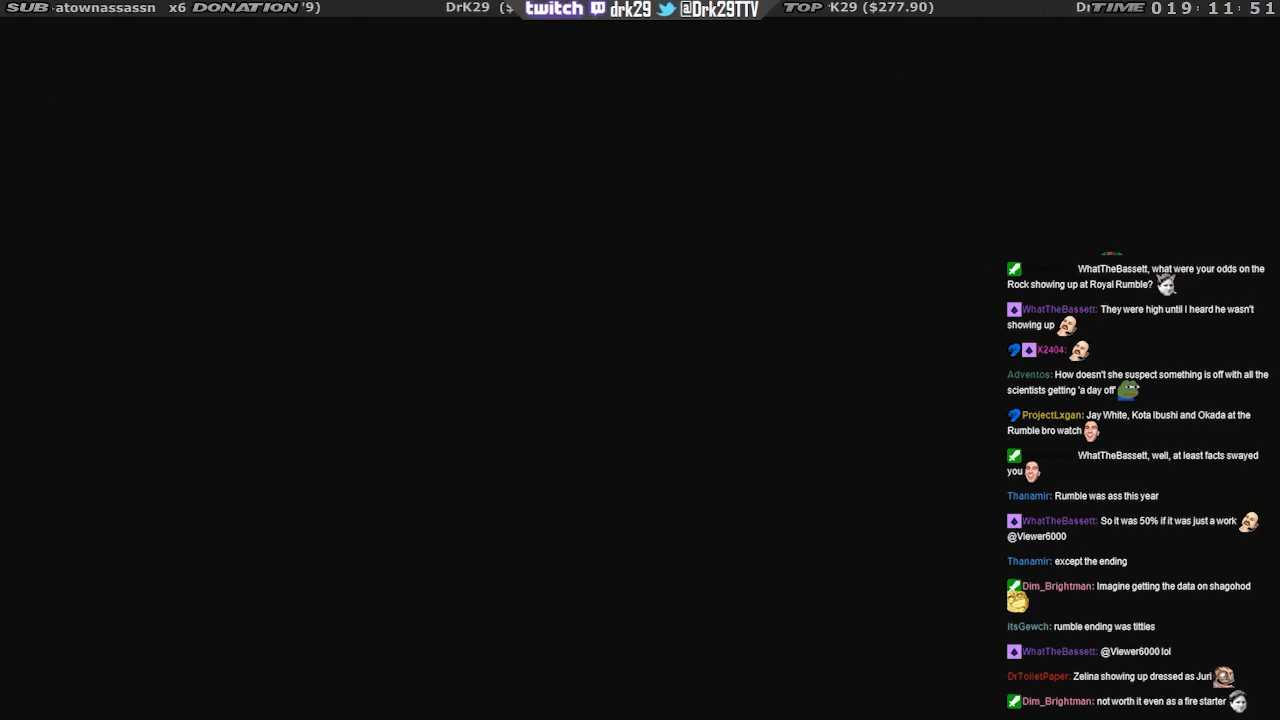 SUB atownassassn x6 DONATION '9) DrK29 ($ twitch drk29 @Drk29TTV TOP 'K29 ($277.90) Dr TIME 019:11:51
WhatTheBassett, what were your odds on the
Rock showing up at Royal Rumble?
WhatTheBassett: They were high until I heard he wasn't
showing up
X2404:
Adventos: How doesn't she suspect something is off with all the
scientists getting 'a day off'
ProjectLxgan: Jay White, Kota Ibushi and Okada at the
Rumble bro watch
WhatTheBassett, well, at least facts swayed
you
Thanamir: Rumble was ass this year
WhatTheBassett: So it was 50% if it was just a work
@Viewer6000
Thanamir: except the ending
Dim_Brightman: Imagine getting the data on shagohod
itsGewch: rumble ending was titties
WhatTheBassett: @Viewer6000 lol
DrToiletPaper: Zelina showing up dressed as Juri
Dim_Brightman: not worth it even as a fire starter